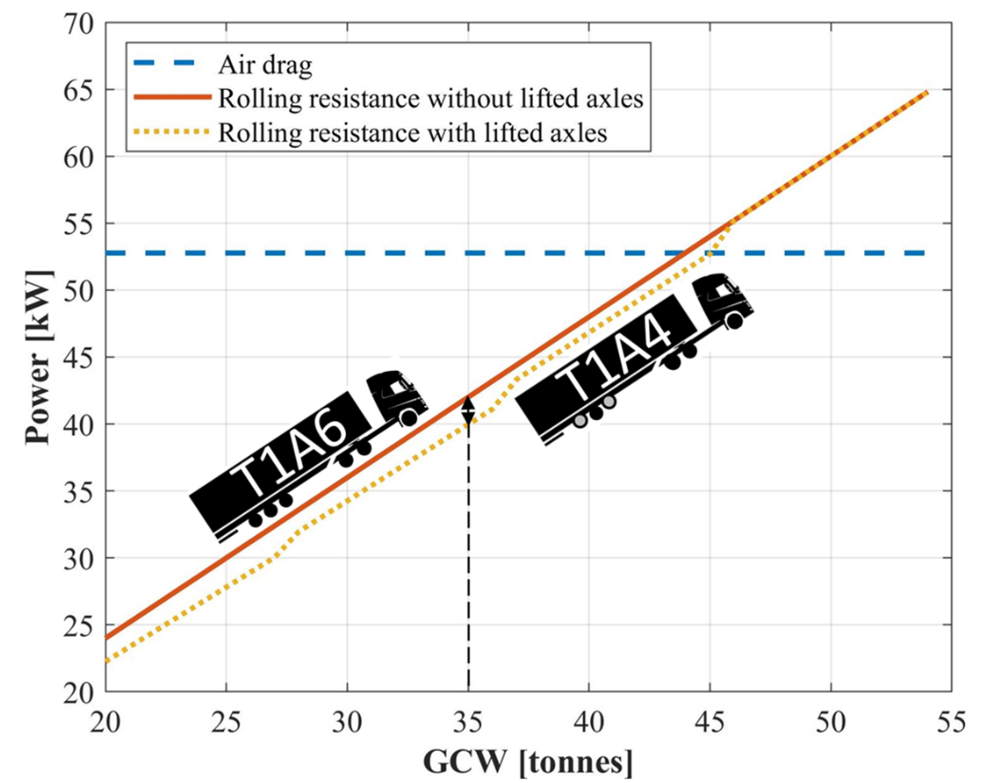 70
65
60
55
50
45
40
35
30
25
20
Power [kW]
Air drag
Rolling resistance without lifted axles
Rolling resistance with lifted axles
T1A6
T1A4
20 25 30 35 40 45 50 55
GCW [tonnes]